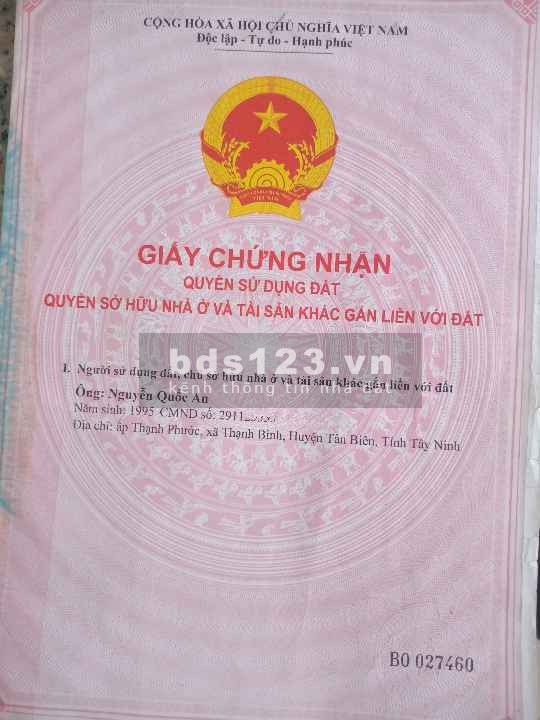 CỘNG HÒA XÃ HỘI CHỦ NGHĨA VIỆT NAM
Độc lập - Tự do - Hạnh phúc
VIỆT NAM
GIẤY CHỨNG NHẬN
QUYỀN SỬ DỤNG ĐẤT
QUYỀN SỞ HỮU NHÀ Ở VÀ TÀI SẢN KHÁC GẮN LIỀN VỚI ĐẤT
bds123.vn
I. Người sử dụng đất, chủ sở hữu nhà ở và tài sản khác gắn liền với đất
kênh thông tin nhà đất
Ông: Nguyễn Quốc An
Năm sinh: 1995 CMND số:
Địa chỉ: ấp Thạnh Phước, xã Thạnh Bình, Huyện Tân Biên, Tỉnh Tây Ninh
BO 027460